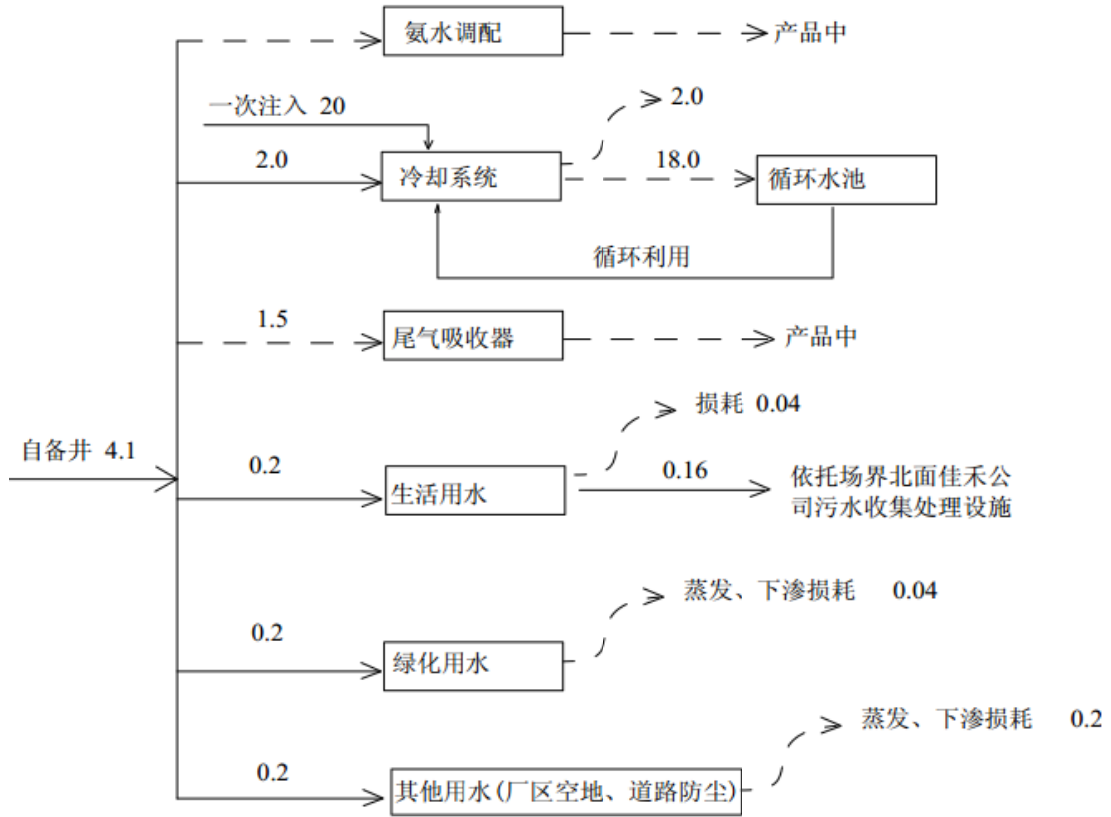 氨水调配
产品中
一次注入 20
2.0
2.0
冷却系统
18.0
循环水池
循环利用
1.5
尾气吸收器
产品中
损耗 0.04
自备井 4.1
0.2
生活用水
0.16
依托场界北面佳禾公
司污水收集处理设施
蒸发、下渗损耗 0.04
0.2
绿化用水
蒸发、下渗损耗 0.2
0.2
其他用水(厂区空地、道路防尘)